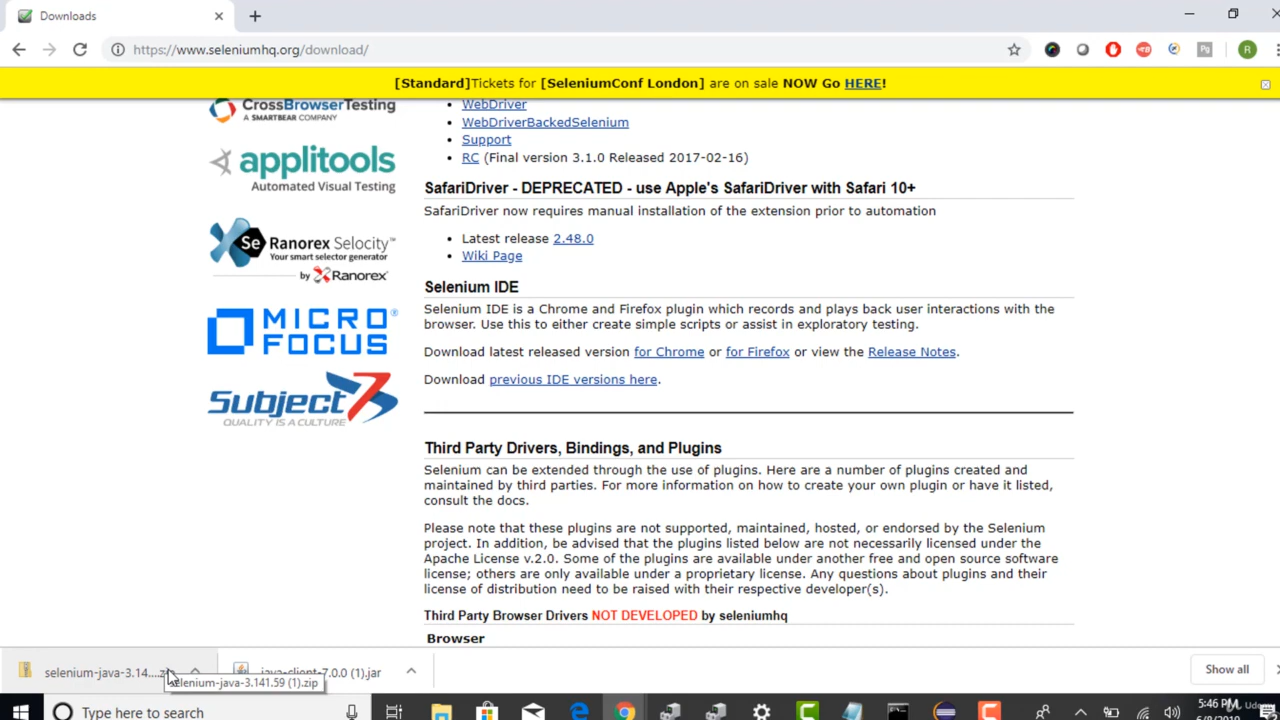 Downloads
https://www.seleniumhq.org/download/
Pg
R
[Standard]Tickets for [SeleniumConf London] are on sale NOW Go HERE!
CROSSBROWSERTESTING
A SMARTBEAR COMPANY
applitools
Automated Visual Testing
Se Ranorex Selocity™
Your smart selector generator
by Ranorex®
MICRO
FOCUS®
Subject7
QUALITY IS A CULTURE
WebDriver
WebDriverBackedSelenium
Support
RC (Final version 3.1.0 Released 2017-02-16)
SafariDriver - DEPRECATED - use Apple's SafariDriver with Safari 10+
SafariDriver now requires manual installation of the extension prior to automation
Latest release 2.48.0
Wiki Page
Selenium IDE
Selenium IDE is a Chrome and Firefox plugin which records and plays back user interactions with the
browser. Use this to either create simple scripts or assist in exploratory testing.
Download latest released version for Chrome or for Firefox or view the Release Notes.
Download previous IDE versions here.
Third Party Drivers, Bindings, and Plugins
Selenium can be extended through the use of plugins. Here are a number of plugins created and
maintained by third parties. For more information on how to create your own plugin or have it listed,
consult the docs.
Please note that these plugins are not supported, maintained, hosted, or endorsed by the Selenium
project. In addition, be advised that the plugins listed below are not necessarily licensed under the
Apache License v.2.0. Some of the plugins are available under another free and open source software
license; others are only available under a proprietary license. Any questions about plugins and their
license of distribution need to be raised with their respective developer(s).
Third Party Browser Drivers NOT DEVELOPED by seleniumhq
Browser
selenium-java-3.14....zip
java-client-7.0.0 (1).jar
Show all
selenium-java-3.141.59 (1).zip
Type here to search
5:46 PM
Udemy